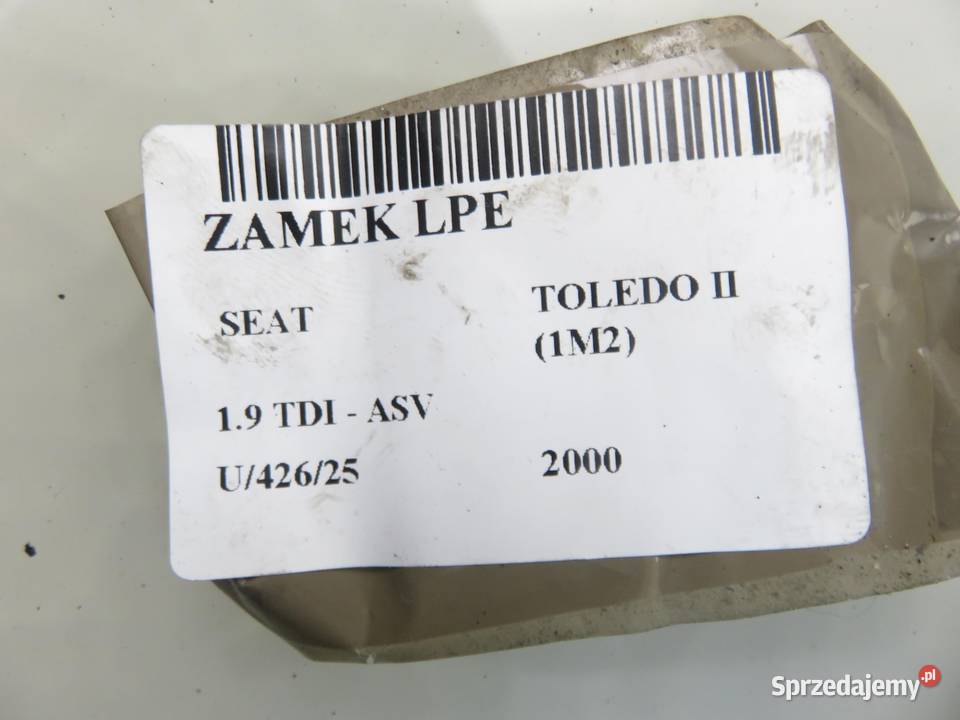 ZAMEK LPE
SEAT
TOLEDO II
(1M2)
1.9 TDI - ASV
U/426/25
2000
Sprzedajemy.pl